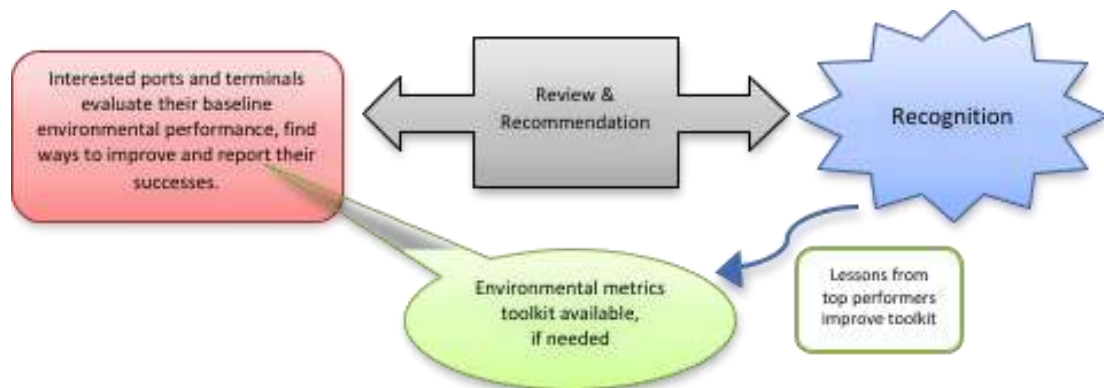 Interested ports and terminals
evaluate their baseline
environmental performance, find
ways to improve and report their
successes.
Review &
Recommendation
Recognition
Environmental metrics
toolkit available,
if needed
Lessons from
top performers
improve toolkit